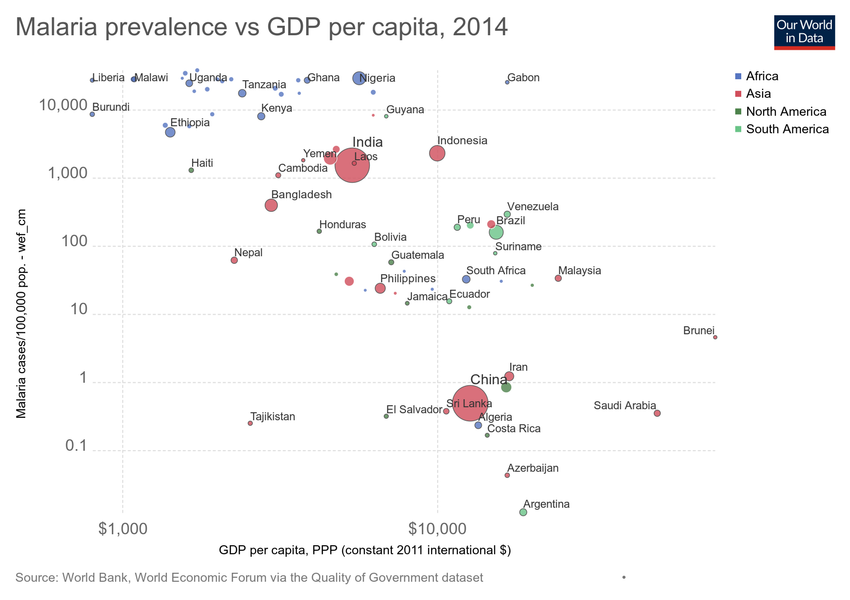 Malaria prevalence vs GDP per capita, 2014
Our World
in Data
Africa
Asia
North America
South America
Malaria cases/100,000 pop. - wef_cm
10,000
1,000
100
10
1
0.1
Liberia
Malawi
Uganda
Tanzania
Ghana
Nigeria
Gabon
Burundi
Ethiopia
Kenya
Guyana
Haiti
Yemen
India
Laos
Indonesia
Cambodia
Bangladesh
Honduras
Peru
Venezuela
Brazil
Bolivia
Suriname
Nepal
Guatemala
Philippines
South Africa
Malaysia
Jamaica
Ecuador
Brunei
Iran
China
Tajikistan
El Salvador
Sri Lanka
Saudi Arabia
Algeria
Costa Rica
Azerbaijan
Argentina
$1,000
$10,000
GDP per capita, PPP (constant 2011 international $)
Source: World Bank, World Economic Forum via the Quality of Government dataset